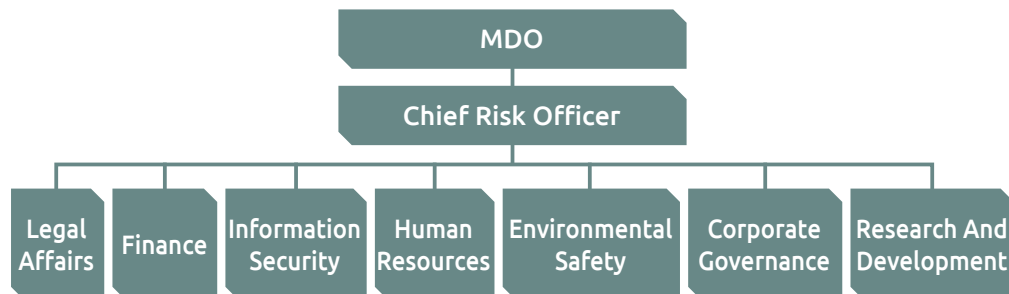 MDO
Chief Risk Officer
Legal
Affairs
Finance
Information
Security
Human
Resources
Environmental
Safety
Corporate
Governance
Research And
Development